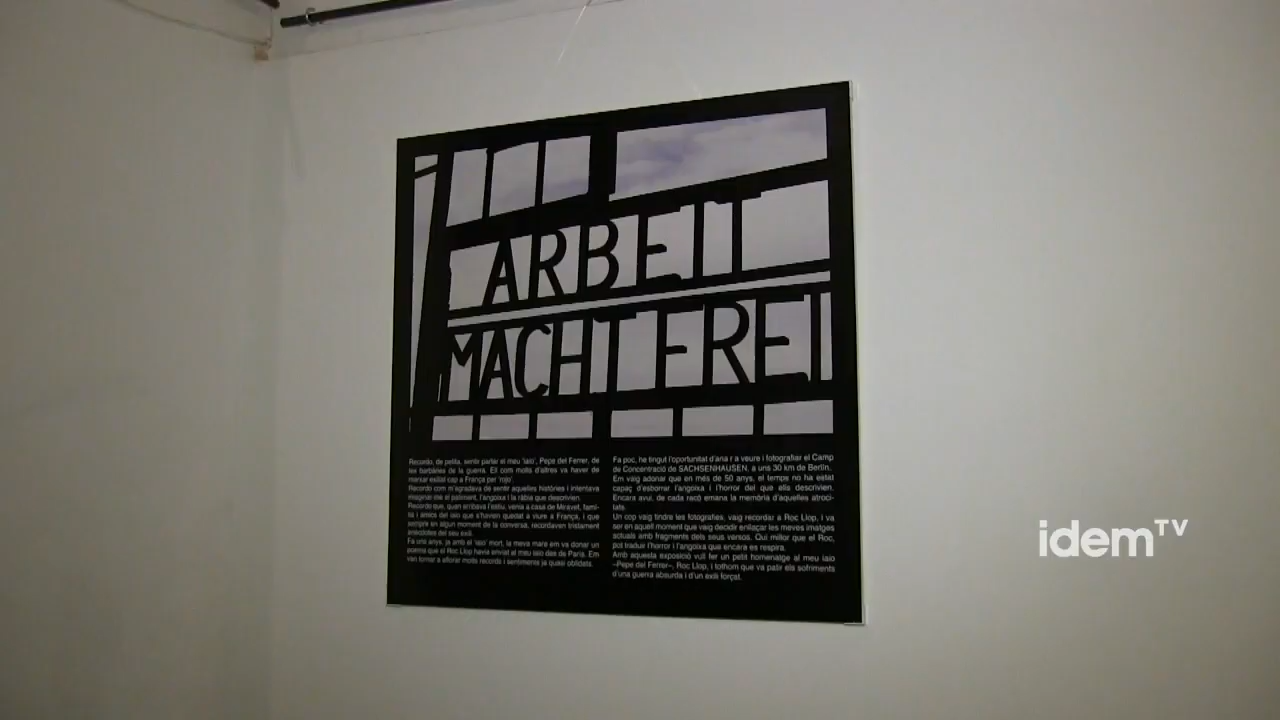 ARBEIT
MACHT FREI
Recordo, de petita, sentir parlar el meu 'iaio', Pepe del Ferrer, de
les barbàries de la guerra. Ell com molts d'altres va haver de
marxar exiliat cap a França per 'rojo'.
Recordo com m'agradava de sentir aquelles històries i intentava
imaginar-me el patiment, l'angoixa i la ràbia que descrivien.
Recordo que, quan arribava l'estiu, venia a casa de Miravet, famí-
lia i amics del iaio que s'havien quedat a viure a França, i que
sempre en algun moment de la conversa, recordaven tristament
anècdotes del seu exili.
Fa uns anys, ja amb el 'iaio' mort, la meva mare em va donar un
poema que el Roc Llop havia enviat al meu iaio des de París. Em
van tornar a aflorar molts records i sentiments ja quasi oblidats.
Fa poc, he tingut l'oportunitat d'ana r a veure i fotografiar el Camp
de Concentració de SACHSENHAUSEN, a uns 30 km de Berlín.
Em vaig adonar que en més de 50 anys, el temps no ha estat
capaç d'esborrar l'angoixa i l'horror del que ells descrivien.
Encara avui, de cada racó emana la memòria d'aquelles atroci-
tats.
Un cop vaig tindre les fotografies, vaig recordar a Roc Llop, i va
ser en aquell moment que vaig decidir enllaçar les meves imatges
actuals amb fragments dels seus versos. Qui millor que el Roc,
pot traduir l'horror i l'angoixa que encara es respira.
Amb aquesta exposició vull fer un petit homenatge al meu iaio
–Pepe del Ferrer–, Roc Llop, i tothom que va patir els sofriments
d'una guerra absurda i d'un exili forçat.
idemTV